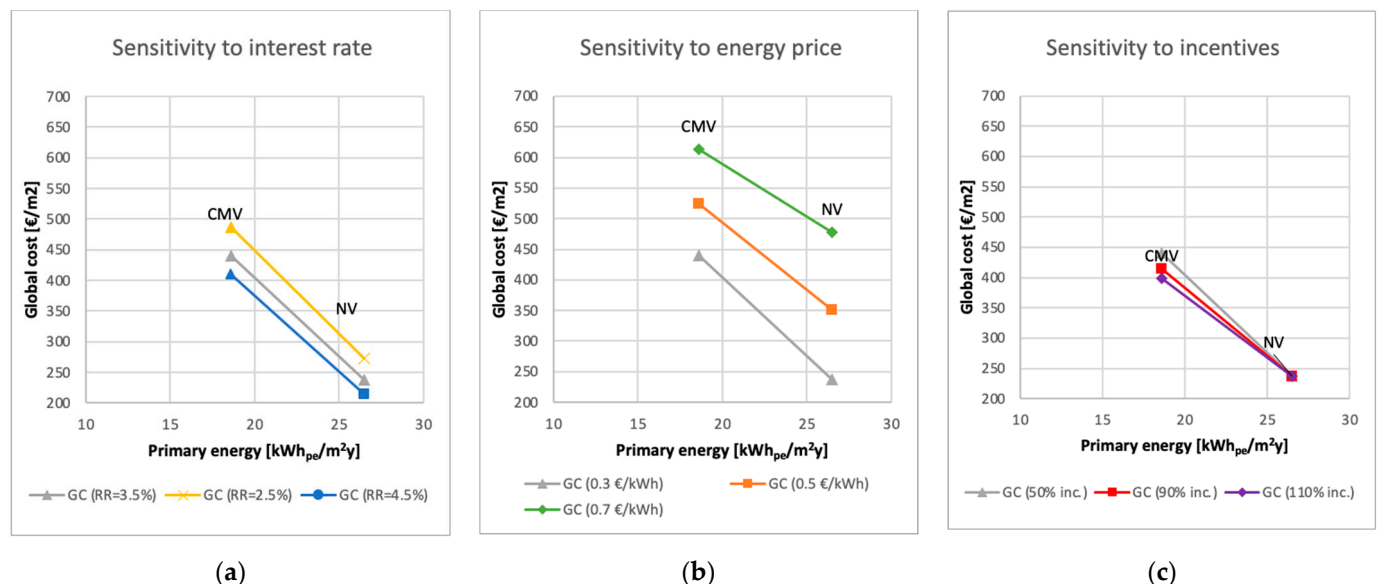 Sensitivity to interest rate
700
650
600
550
500
450
400
350
300
250
200
Global cost [€/m2]
CMV
NV
10
15
20
25
30
Primary energy [kWhpe/m²y]
GC (RR=3.5%)
GC (RR=2.5%)
GC (RR=4.5%)
(a)
Sensitivity to energy price
700
650
600
550
500
450
400
350
300
250
200
Global cost [€/m2]
CMV
NV
10
15
20
25
30
Primary energy [kWhpe/m²y]
GC (0.3 €/kWh)
GC (0.5 €/kWh)
GC (0.7 €/kWh)
(b)
Sensitivity to incentives
700
650
600
550
500
450
400
350
300
250
200
Global cost [€/m2]
CMV
NV
10
15
20
25
30
Primary energy [kWhpe/m²y]
GC (50% inc.)
GC (90% inc.)
GC (110% inc.)
(c)